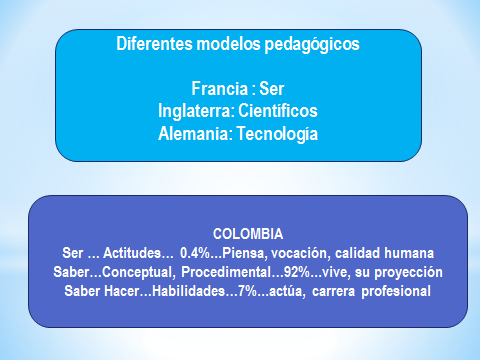 Diferentes modelos pedagógicos
Francia : Ser
Inglaterra: Científicos
Alemania: Tecnología
COLOMBIA
Ser … Actitudes… 0.4%...Piensa, vocación, calidad humana
Saber…Conceptual, Procedimental…92%...vive, su proyección
Saber Hacer…Habilidades…7%...actúa, carrera profesional